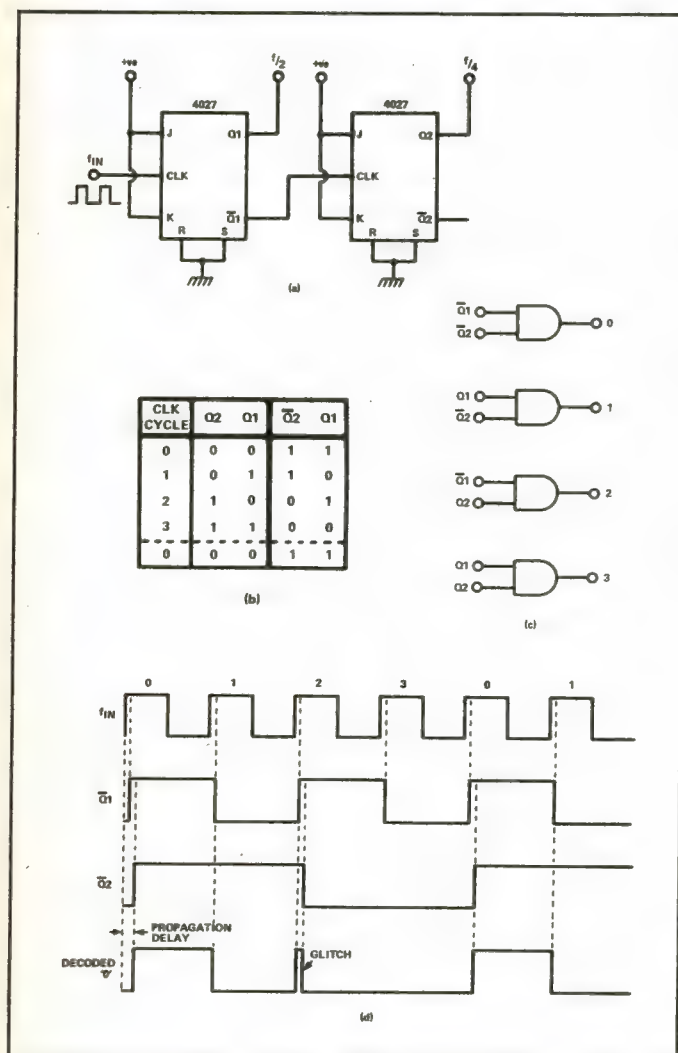 +ve f/2 +ve f/4
4027 4027
J Q1 J Q2
fIN
CLK CLK
K Q̅1 K Q̅2
R S R S
(a)
Q̅1
Q̅2 0
Q1
Q̅2 1
Q̅1
Q2 2
Q1
Q2 3
(c)
CLK CYCLE Q2 Q1 Q̅2 Q1
0 0 0 1 1
1 0 1 1 0
2 1 0 0 1
3 1 1 0 0
0 0 0 1 1
(b)
0 1 2 3 0 1
fIN
Q̅1
Q̅2
PROPAGATION
DELAY
GLITCH
DECODED
'0'
(d)